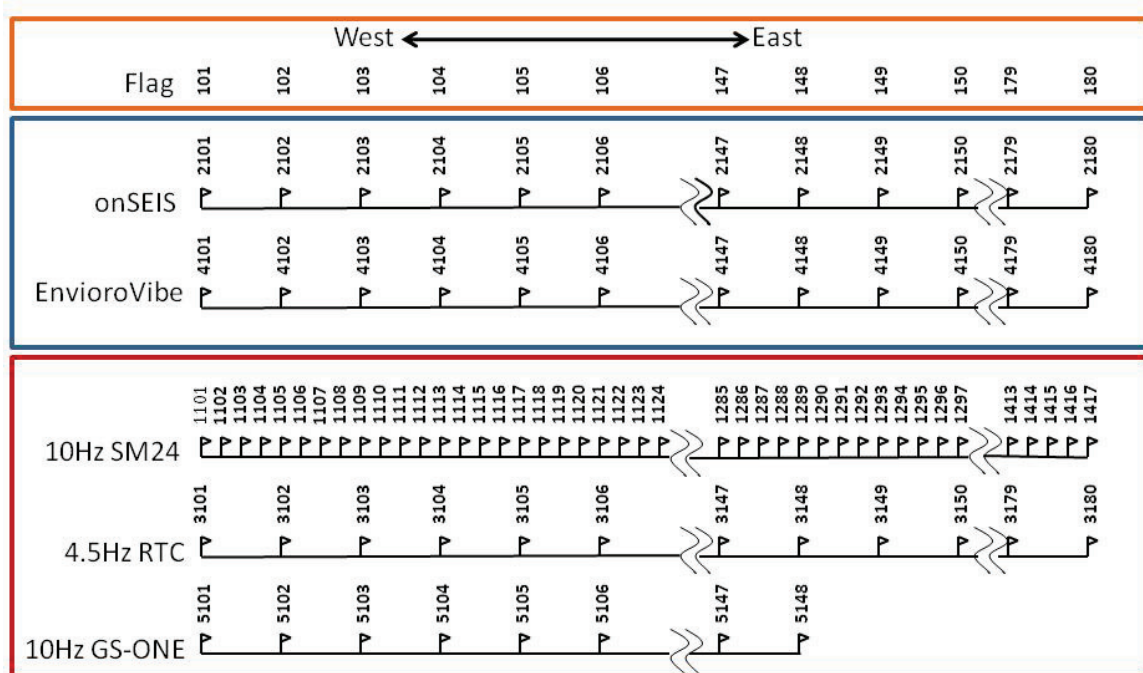 West East
Flag 101 102 103 104 105 106 147 148 149 150 179 180
2101 2102 2103 2104 2105 2106 2147 2148 2149 2150 2179 2180
onSEIS
4101 4102 4103 4104 4105 4106 4147 4148 4149 4150 4179 4180
EnvioroVibe
1101 1102 1103 1104 1105 1106 1107 1108 1109 1110 1111 1112 1113 1114 1115 1116 1117 1118 1119 1120 1121 1122 1123 1124 1285 1286 1287 1288 1289 1290 1291 1292 1293 1294 1295 1296 1297 1413 1414 1415 1416 1417
10Hz SM24
3101 3102 3103 3104 3105 3106 3147 3148 3149 3150 3179 3180
4.5Hz RTC
5101 5102 5103 5104 5105 5106 5147 5148
10Hz GS-ONE